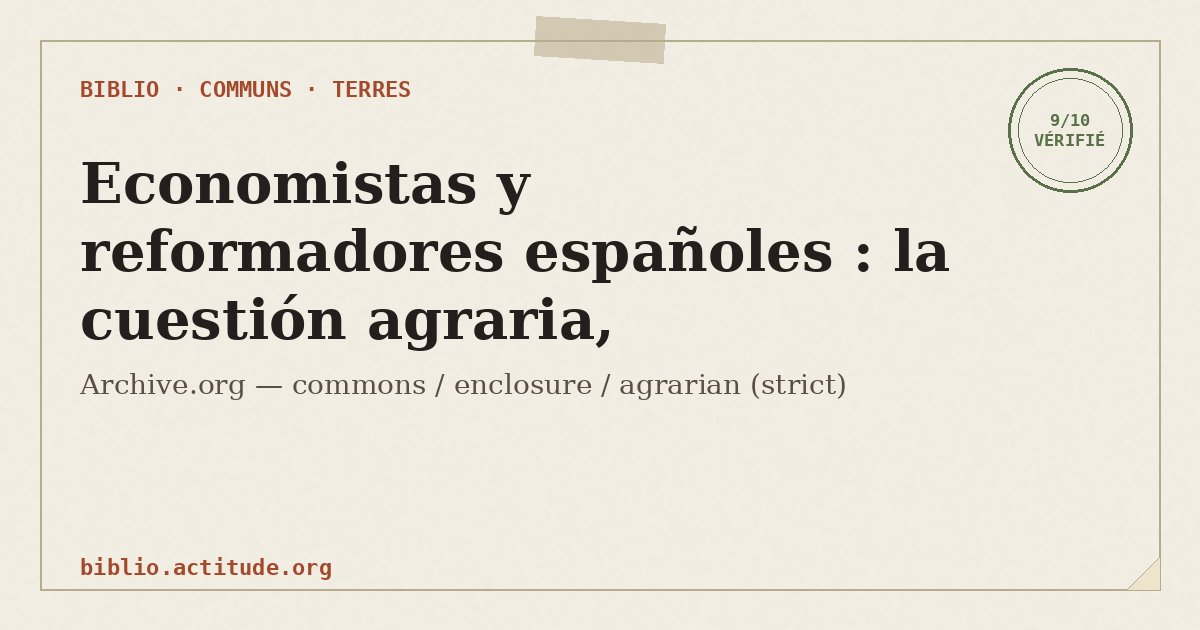 BIBLIO · COMMUNS · TERRES
9/10
VÉRIFIÉ
Economistas y
reformadores españoles : la
cuestión agraria,
Archive.org — commons / enclosure / agrarian (strict)
biblio.actitude.org